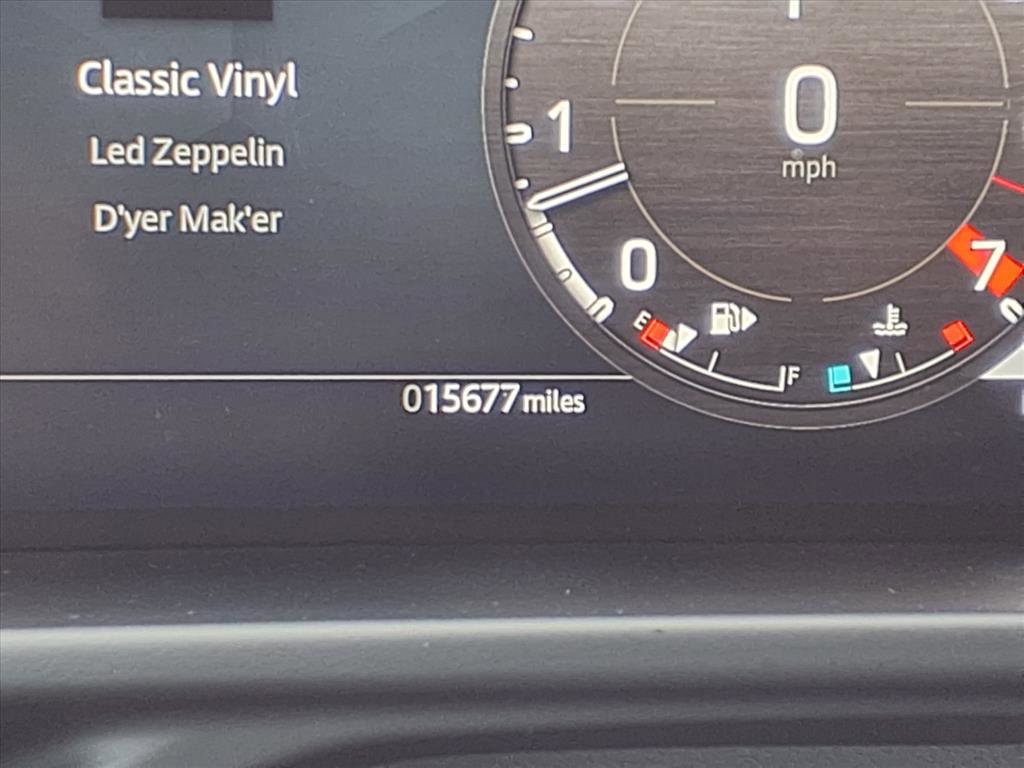 Classic Vinyl
Led Zeppelin
D'yer Mak'er
0
mph
1
0
7
E
F
015677 miles